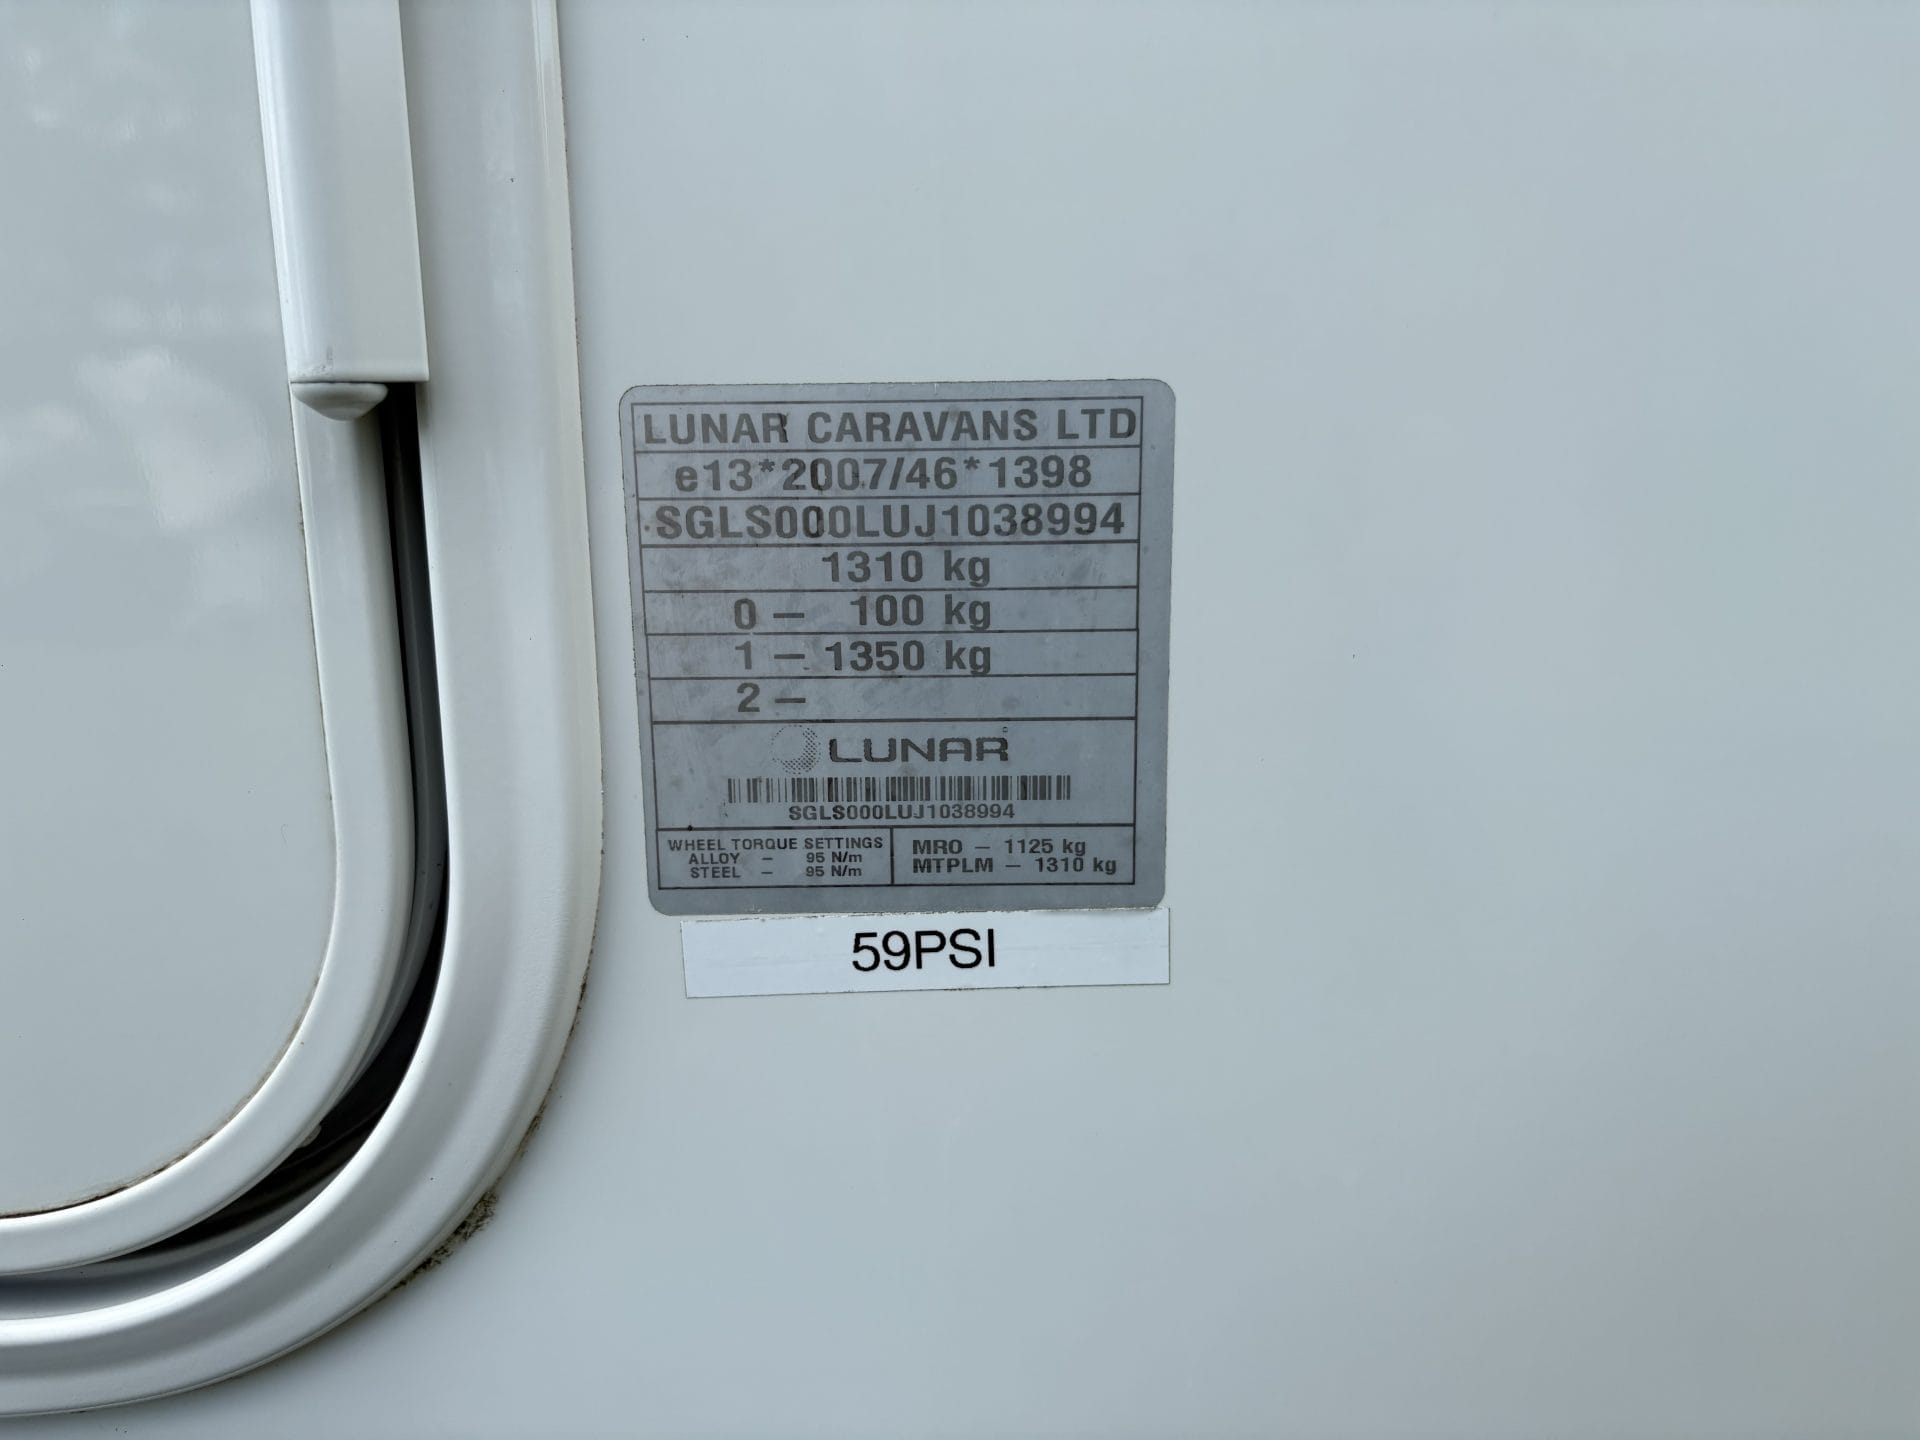 LUNAR CARAVANS LTD
e13*2007/46*1398
SGLS000LUJ1038994
1310 kg
0 – 100 kg
1 – 1350 kg
2 –
LUNAR
SGLS000LUJ1038994
WHEEL TORQUE SETTINGS
ALLOY – 95 N/m
STEEL – 95 N/m
MRO – 1125 kg
MTPLM – 1310 kg
59PSI